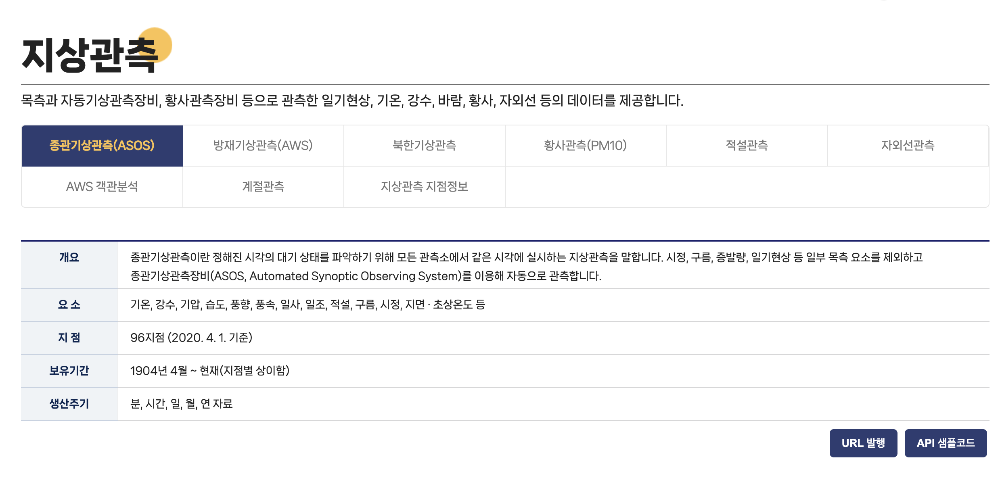 지상관측
목측과 자동기상관측장비, 황사관측장비 등으로 관측한 일기현상, 기온, 강수, 바람, 황사, 자외선 등의 데이터를 제공합니다.
종관기상관측(ASOS)
방재기상관측(AWS)
북한기상관측
황사관측(PM10)
적설관측
자외선관측
AWS 객관분석
계절관측
지상관측 지점정보
개요
종관기상관측이란 정해진 시각의 대기 상태를 파악하기 위해 모든 관측소에서 같은 시각에 실시하는 지상관측을 말합니다. 시정, 구름, 증발량, 일기현상 등 일부 목측 요소를 제외하고
종관기상관측장비(ASOS, Automated Synoptic Observing System)를 이용해 자동으로 관측합니다.
요 소
기온, 강수, 기압, 습도, 풍향, 풍속, 일사, 일조, 적설, 구름, 시정, 지면 · 초상온도 등
지 점
96지점 (2020. 4. 1. 기준)
보유기간
1904년 4월 ~ 현재(지점별 상이함)
생산주기
분, 시간, 일, 월, 연 자료
URL 발행
API 샘플코드